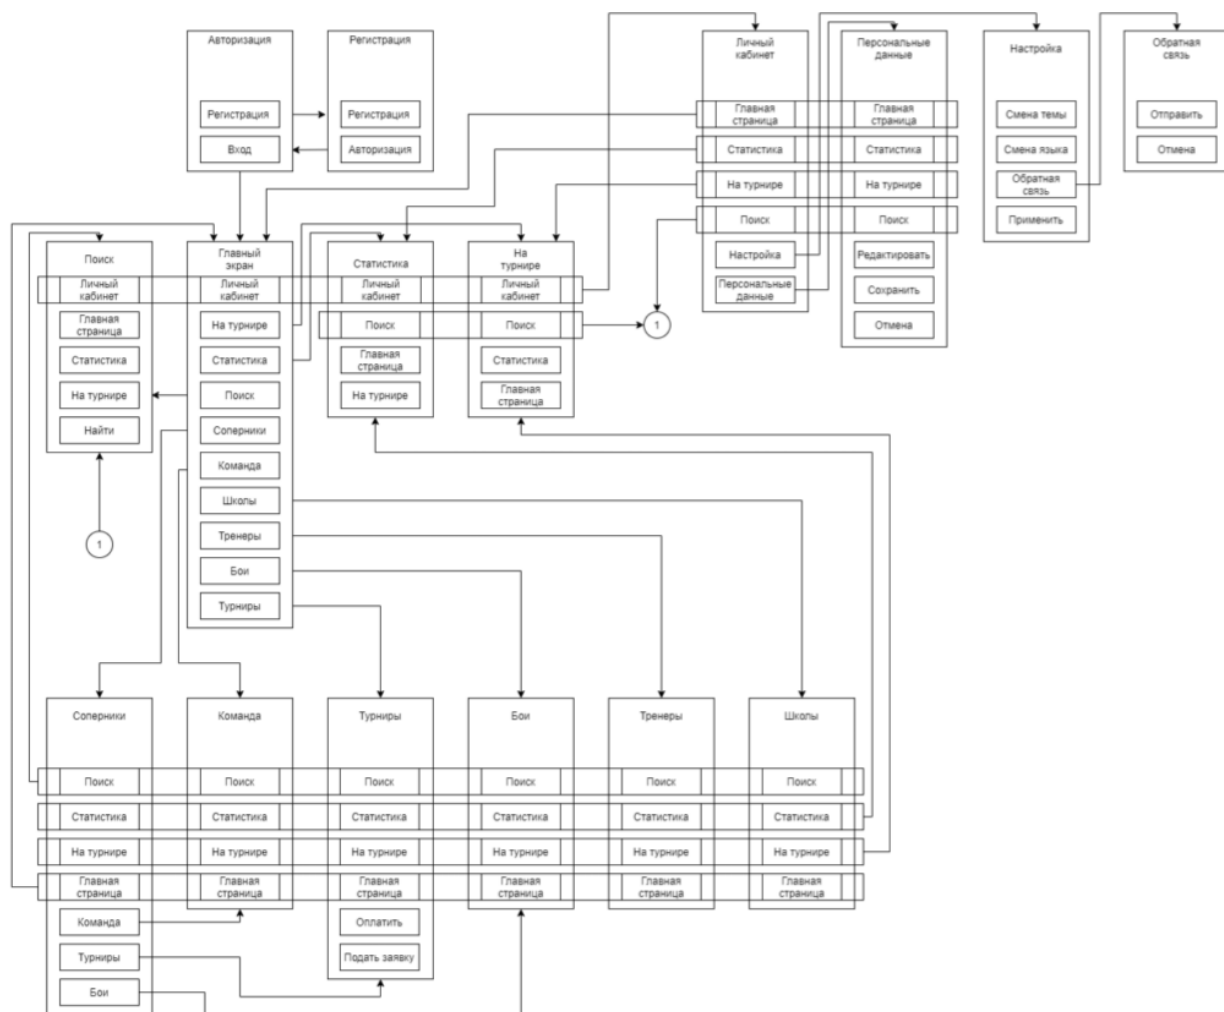 Авторизация
Регистрация
Регистрация
Вход
Регистрация
Авторизация
Личный
кабинет
Главная
страница
Статистика
На турнире
Поиск
Настройка
Персональные
данные
Персональные
данные
Главная
страница
Статистика
На турнире
Поиск
Редактировать
Сохранить
Отмена
Настройка
Смена темы
Смена языка
Обратная
связь
Применить
Обратная
связь
Отправить
Отмена
Поиск
Личный
кабинет
Главная
страница
Статистика
На турнире
Найти
1
Главный
экран
Личный
кабинет
На турнире
Статистика
Поиск
Соперники
Команда
Школы
Тренеры
Бои
Турниры
Статистика
Личный
кабинет
Поиск
Главная
страница
На турнире
На
турнире
Личный
кабинет
Поиск
Статистика
Главная
страница
1
Соперники
Поиск
Статистика
На турнире
Главная
страница
Команда
Турниры
Бои
Команда
Поиск
Статистика
На турнире
Главная
страница
Турниры
Поиск
Статистика
На турнире
Главная
страница
Оплатить
Подать заявку
Бои
Поиск
Статистика
На турнире
Главная
страница
Тренеры
Поиск
Статистика
На турнире
Главная
страница
Школы
Поиск
Статистика
На турнире
Главная
страница